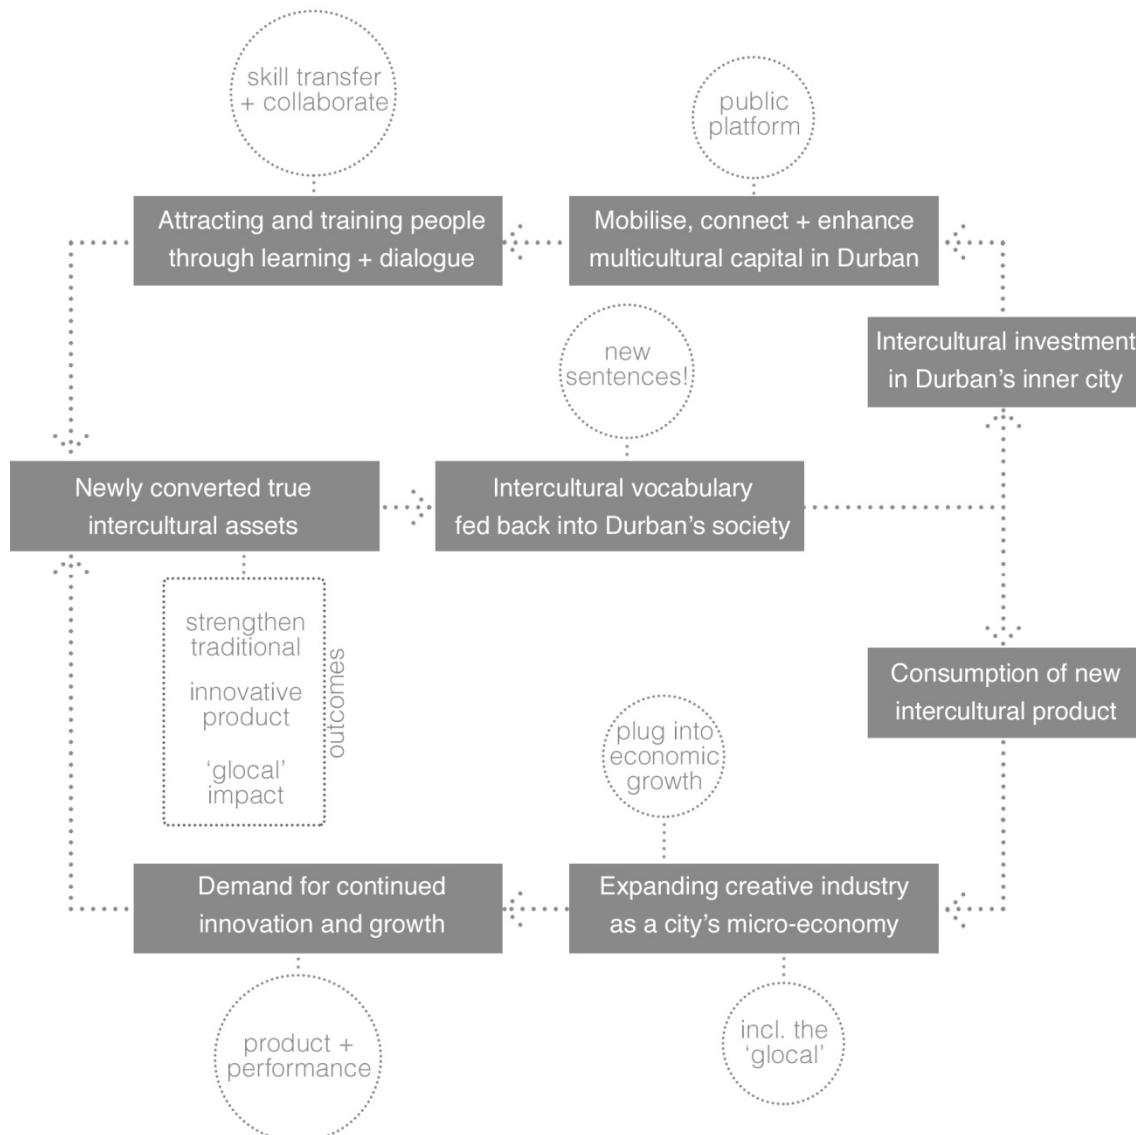 skill transfer
+ collaborate
public
platform
Attracting and training people
through learning + dialogue
Mobilise, connect + enhance
multicultural capital in Durban
new
sentences!
Intercultural investment
in Durban's inner city
Newly converted true
intercultural assets
Intercultural vocabulary
fed back into Durban's society
strengthen
traditional
innovative
product
'glocal'
impact
outcomes
Consumption of new
intercultural product
plug into
economic
growth
Demand for continued
innovation and growth
Expanding creative industry
as a city's micro-economy
product +
performance
incl. the
'glocal'